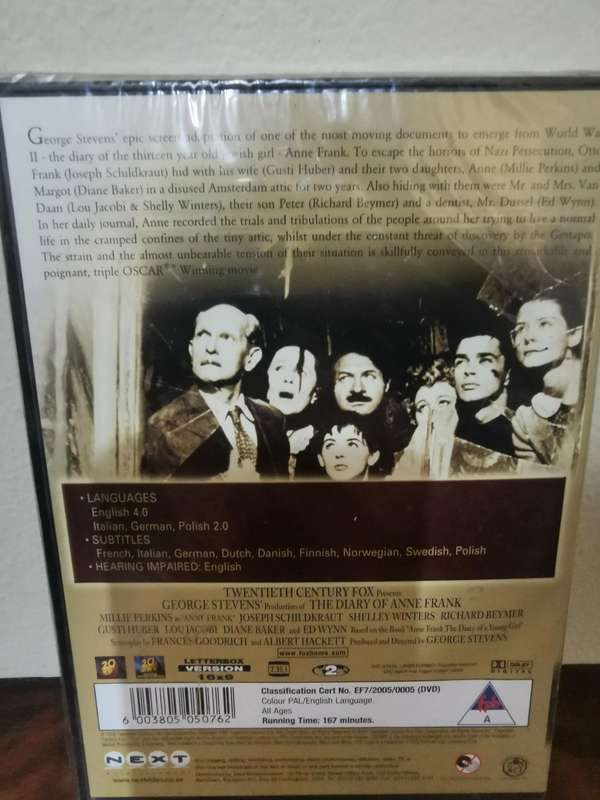 George Stevens' epic of one of the most moving documents to emerge from World Wa
II - the diary of the thirteen year old girl - Anne Frank. To escape the horrors of Nazi Persecution, Otto
Frank (Joseph Schildkraut) hid with his wife (Gusti Huber) and their two daughters, Anne (Millie Perkins) and
Margot (Diane Baker) in a disused Amsterdam attic for two years. Also hiding with them were Mr. and Mrs. Van
Daan (Lou Jacobi & Shelly Winters), their son Peter (Richard Beymer) and a dentist, Mr. Dussel (Ed Wynn).
In her daily journal, Anne recorded the trials and tribulations of the people around her trying to live a normal
life in the cramped confines of the tiny attic, whilst under the constant threat of discovery by the Gestapo.
The strain and the almost unbearable tension of their situation is skillfully conveyed in this remarkable and
poignant, triple OSCAR® Winning movie
• LANGUAGES
English 4.0
Italian, German, Polish 2.0
• SUBTITLES
French, Italian, German, Dutch, Danish, Finnish, Norwegian, Swedish, Polish
• HEARING IMPAIRED: English
TWENTIETH CENTURY FOX Presents
GEORGE STEVENS' Production of THE DIARY OF ANNE FRANK
MILLIE PERKINS as "ANNE FRANK" JOSEPH SCHILDKRAUT SHELLEY WINTERS RICHARD BEYMER
GUSTI HUBER LOU JACOBI DIANE BAKER and ED WYNN Based on the Book "Anne Frank The Diary of a Young Girl"
Screenplay by FRANCES GOODRICH and ALBERT HACKETT Produced and Directed by GEORGE STEVENS
www.foxhome.com
LETTERBOX
VERSION
16x9
2.35:1
2
DOLBY
DIGITAL
6 003805 050762
Classification Cert No. EF7/2005/0005 (DVD)
Colour PAL/English Language
All Ages
Running Time: 167 minutes.
A
NEXT